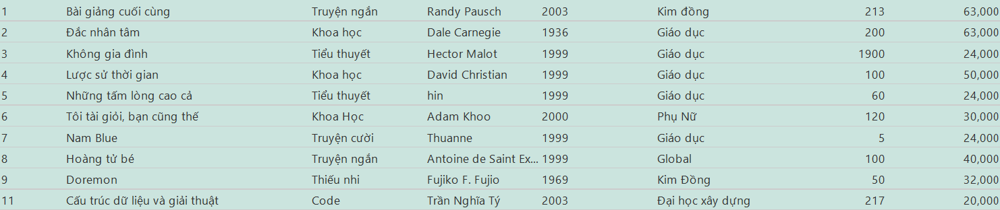 1 Bài giảng cuối cùng Truyện ngắn Randy Pausch 2003 Kim đồng 213 63,000
2 Đắc nhân tâm Khoa học Dale Carnegie 1936 Giáo dục 200 63,000
3 Không gia đình Tiểu thuyết Hector Malot 1999 Giáo dục 1900 24,000
4 Lược sử thời gian Khoa học David Christian 1999 Giáo dục 100 50,000
5 Những tấm lòng cao cả Tiểu thuyết hin 1999 Giáo dục 60 24,000
6 Tôi tài giỏi, bạn cũng thế Khoa Học Adam Khoo 2000 Phụ Nữ 120 30,000
7 Nam Blue Truyện cười Thuanne 1999 Giáo dục 5 24,000
8 Hoàng tử bé Truyện ngắn Antoine de Saint Ex... 1999 Global 100 40,000
9 Doremon Thiếu nhi Fujiko F. Fujio 1969 Kim Đồng 50 32,000
11 Cấu trúc dữ liệu và giải thuật Code Trần Nghĩa Tý 2003 Đại học xây dựng 217 20,000